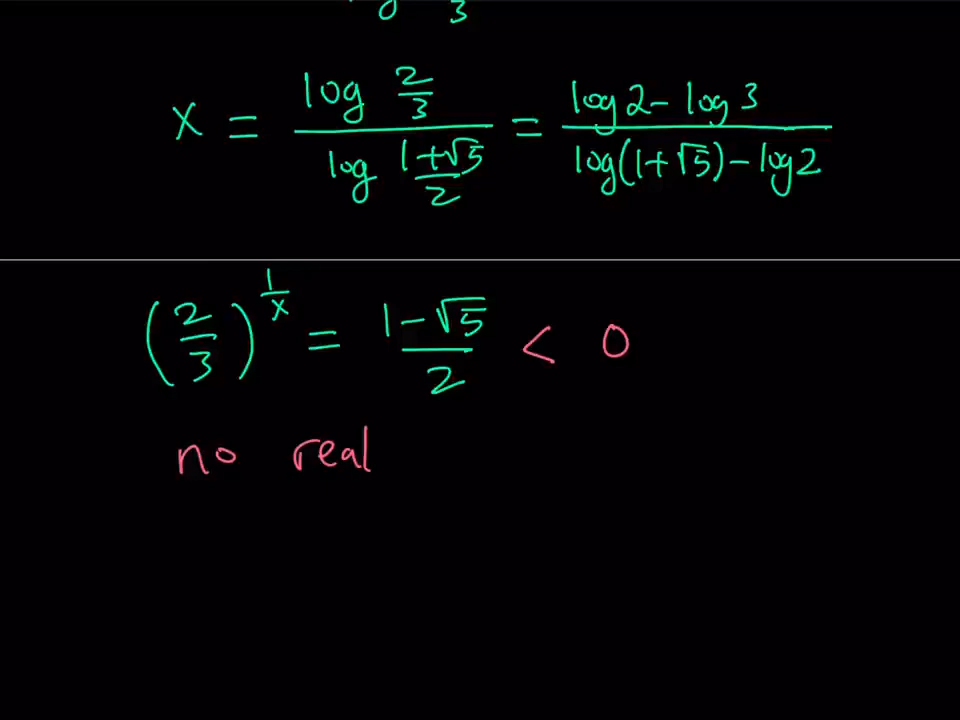 x = log 2/3 / log (1+√5)/2 = (log 2 − log 3) / (log(1+√5) − log 2)
(2/3)^(1/x) = (1−√5)/2 < 0
no real